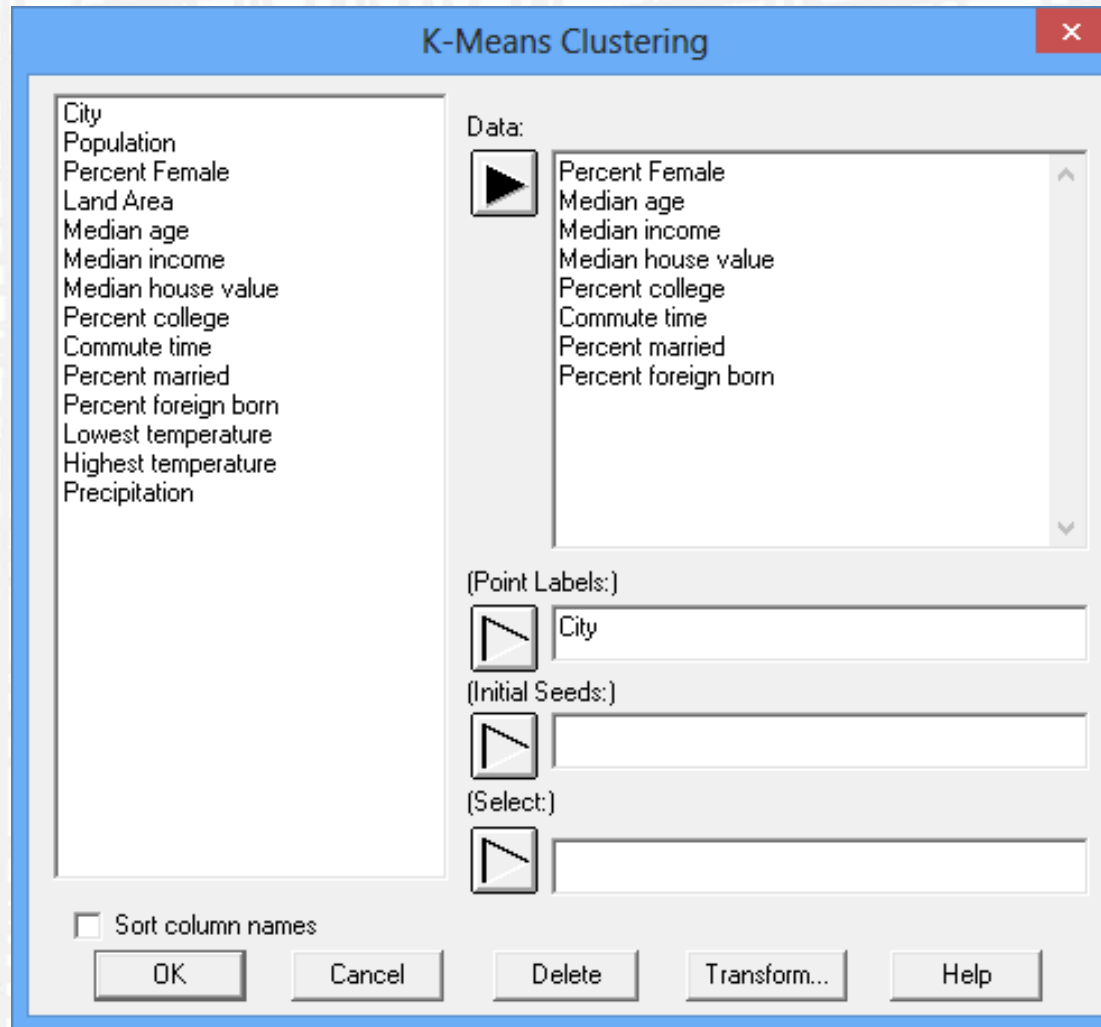 K-Means Clustering
City
Population
Percent Female
Land Area
Median age
Median income
Median house value
Percent college
Commute time
Percent married
Percent foreign born
Lowest temperature
Highest temperature
Precipitation
Data:
Percent Female
Median age
Median income
Median house value
Percent college
Commute time
Percent married
Percent foreign born
(Point Labels:)
City
(Initial Seeds:)
(Select:)
Sort column names
OK
Cancel
Delete
Transform...
Help